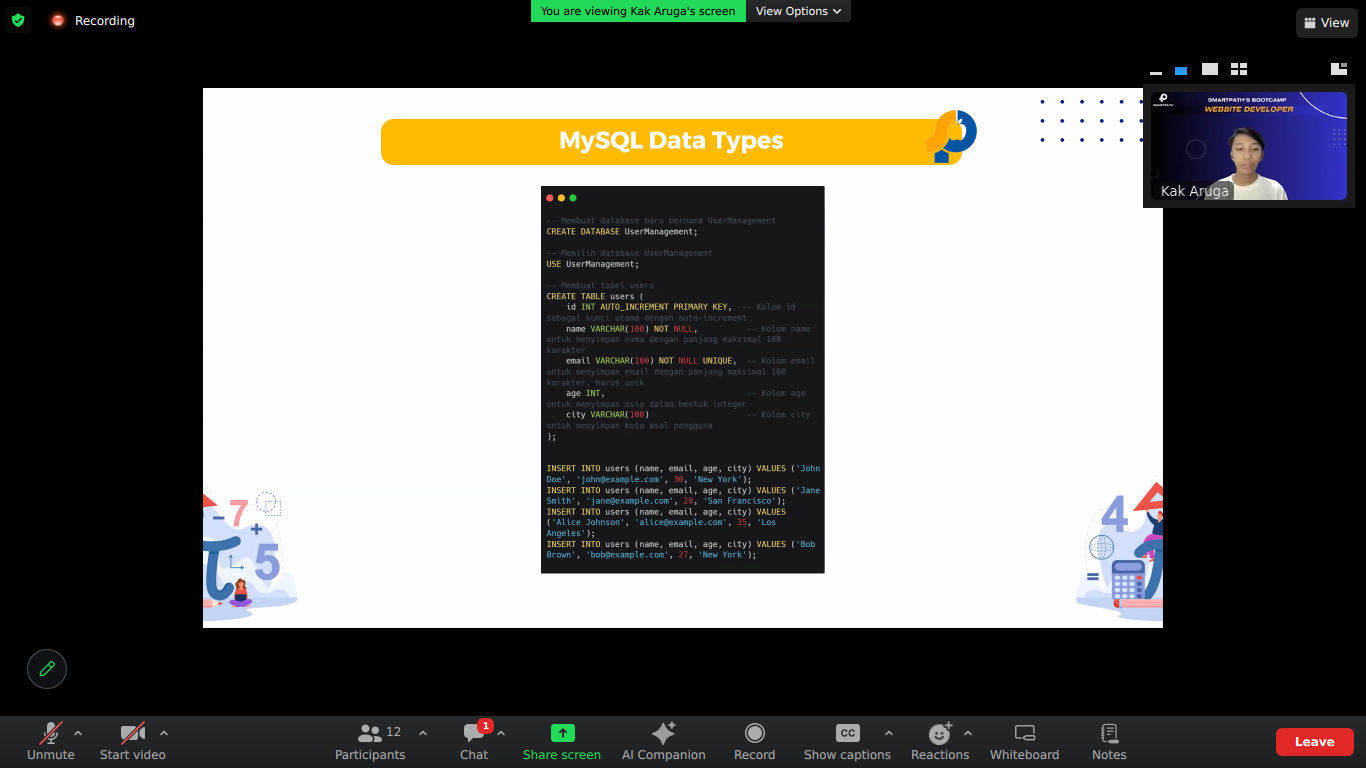 Recording
You are viewing Kak Aruga's screen
View Options
View
SMARTPATH'S BOOTCAMP
WEBSITE DEVELOPER
Kak Aruga
MySQL Data Types
-- Membuat database baru bernama UserManagement
CREATE DATABASE UserManagement;
-- Memilih database UserManagement
USE UserManagement;
-- Membuat tabel users
CREATE TABLE users (
id INT AUTO_INCREMENT PRIMARY KEY, -- Kolom id
sebagai kunci utama dengan auto-increment
name VARCHAR(100) NOT NULL, -- Kolom name
untuk menyimpan nama dengan panjang maksimal 100
karakter
email VARCHAR(100) NOT NULL UNIQUE, -- Kolom email
untuk menyimpan email dengan panjang maksimal 100
karakter, harus unik
age INT, -- Kolom age
untuk menyimpan usia dalam bentuk integer
city VARCHAR(100) -- Kolom city
untuk menyimpan kota asal pengguna
);
INSERT INTO users (name, email, age, city) VALUES ('John
Doe', 'john@example.com', 30, 'New York');
INSERT INTO users (name, email, age, city) VALUES ('Jane
Smith', 'jane@example.com', 28, 'San Francisco');
INSERT INTO users (name, email, age, city) VALUES
('Alice Johnson', 'alice@example.com', 35, 'Los
Angeles');
INSERT INTO users (name, email, age, city) VALUES ('Bob
Brown', 'bob@example.com', 27, 'New York');
-7
+
5
4
=
Unmute
Start video
Participants 12
Chat 1
Share screen
AI Companion
Record
CC
Show captions
Reactions
Whiteboard
Notes
Leave